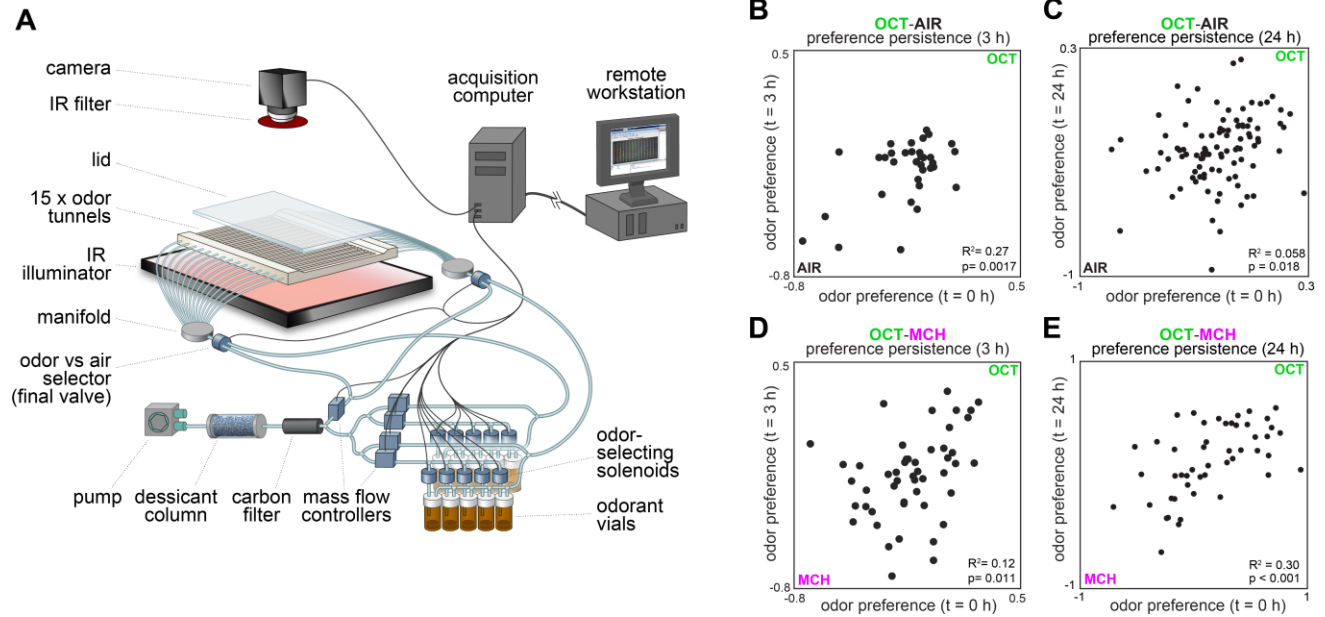 A
camera
IR filter
lid
15 x odor tunnels
IR
illuminator
manifold
odor vs air
selector
(final valve)
pump
dessicant
column
carbon
filter
mass flow
controllers
acquisition
computer
remote
workstation
odor-
selecting
solenoids
odorant
vials
B
OCT-AIR
preference persistence (3 h)
0.5
OCT
odor preference (t = 3 h)
AIR
R²= 0.27
p= 0.0017
-0.8
-0.8
0.5
odor preference (t = 0 h)
C
OCT-AIR
preference persistence (24 h)
0.3
OCT
odor preference (t = 24 h)
AIR
R² = 0.058
p = 0.018
-1
-1
0.3
odor preference (t = 0 h)
D
OCT-MCH
preference persistence (3 h)
0.5
OCT
odor preference (t = 3 h)
MCH
R²= 0.12
p= 0.011
-0.8
-0.8
0.5
odor preference (t = 0 h)
E
OCT-MCH
preference persistence (24 h)
1
OCT
odor preference (t = 24 h)
MCH
R² = 0.30
p < 0.001
-1
-1
1
odor preference (t = 0 h)